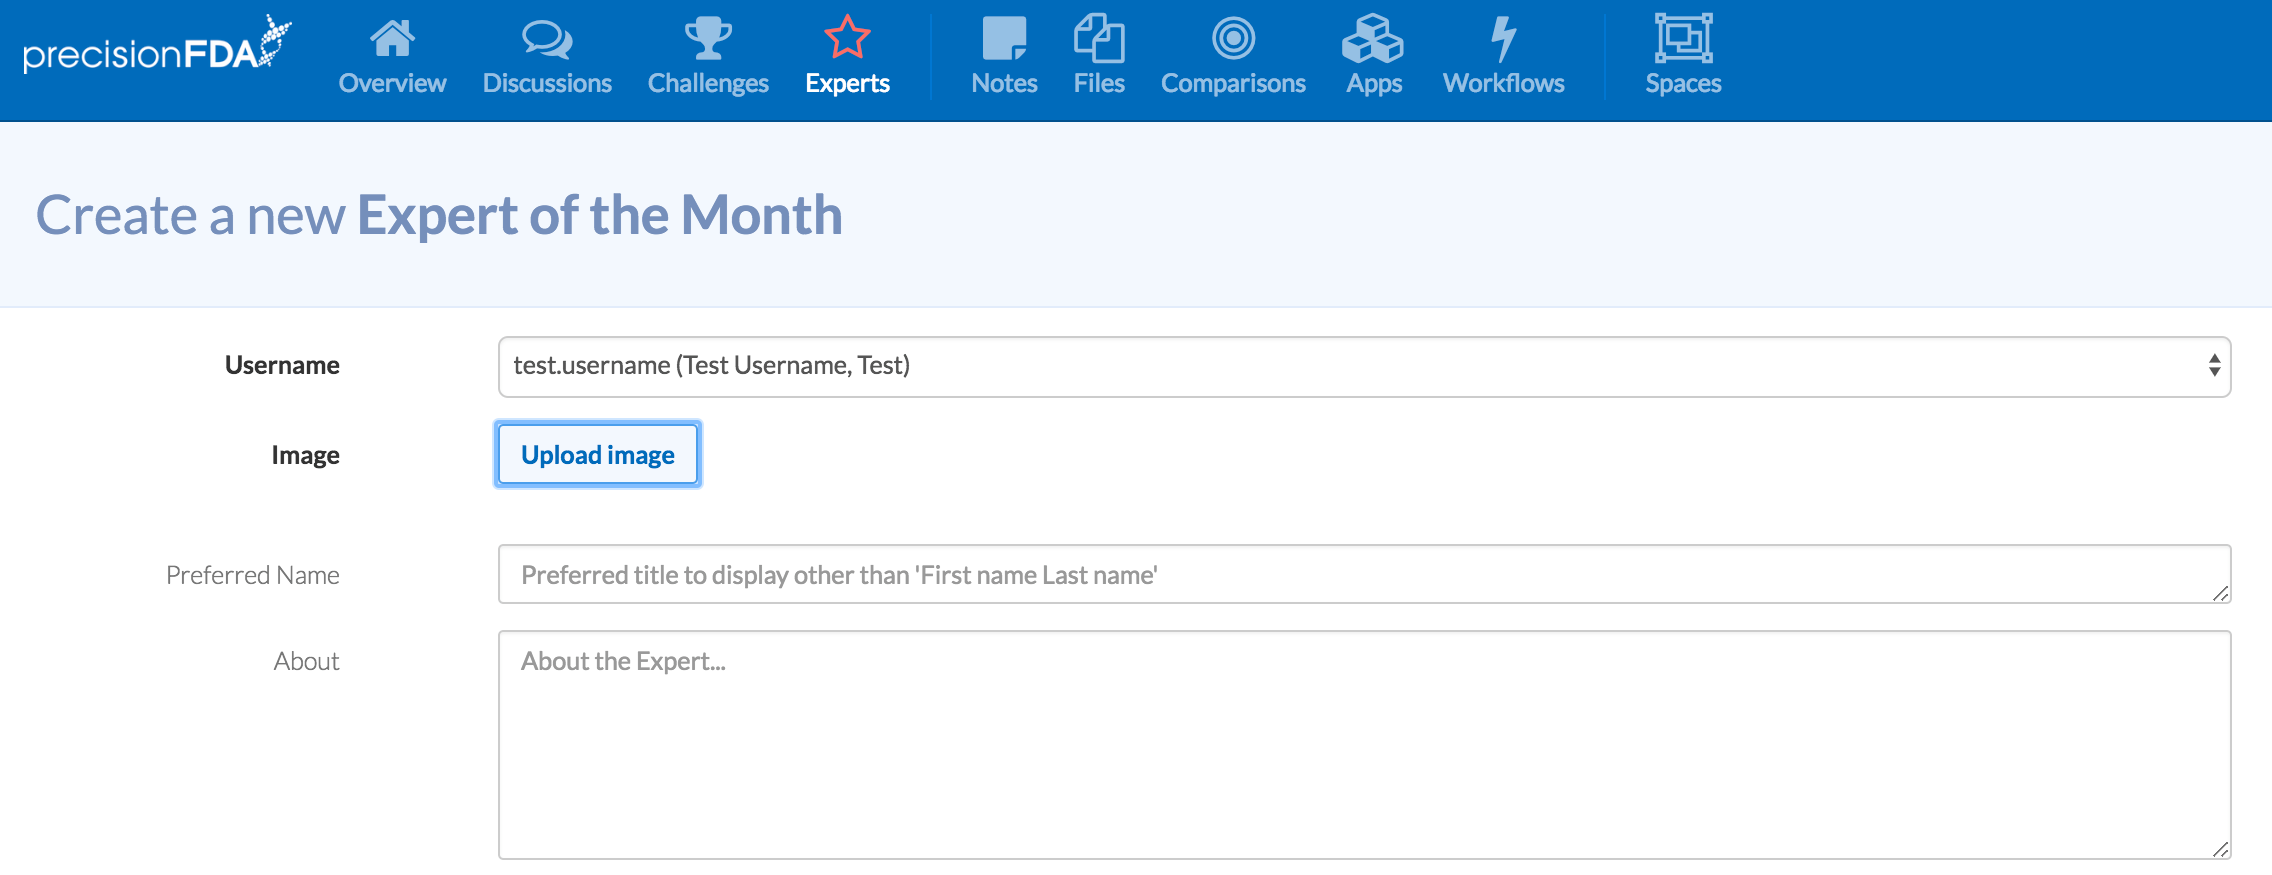 precisionFDA
Overview Discussions Challenges Experts Notes Files Comparisons Apps Workflows Spaces
Create a new Expert of the Month
Username test.username (Test Username, Test)
Image Upload image
Preferred Name Preferred title to display other than 'First name Last name'
About About the Expert...